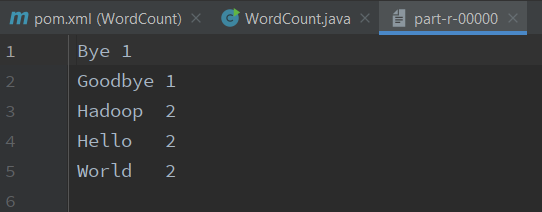 pom.xml (WordCount) WordCount.java part-r-00000
1 Bye 1
2 Goodbye 1
3 Hadoop 2
4 Hello 2
5 World 2
6